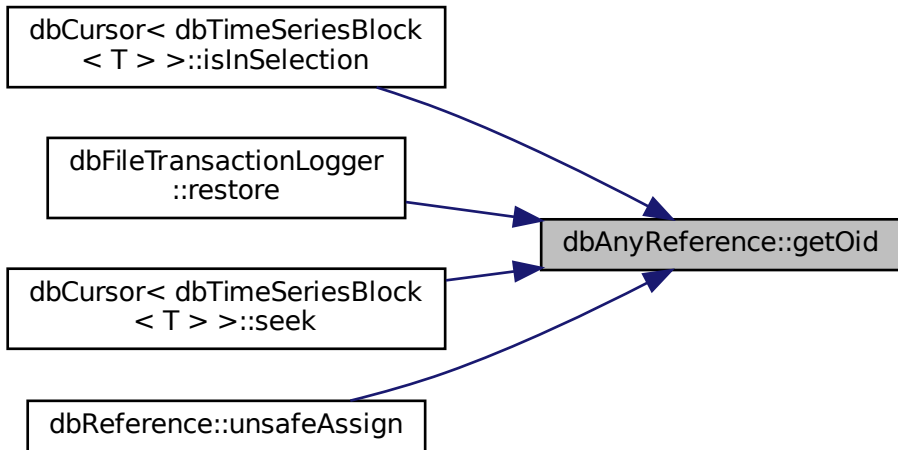 dbCursor< dbTimeSeriesBlock
< T > >::isInSelection
dbFileTransactionLogger
::restore
dbAnyReference::getOid
dbCursor< dbTimeSeriesBlock
< T > >::seek
dbReference::unsafeAssign